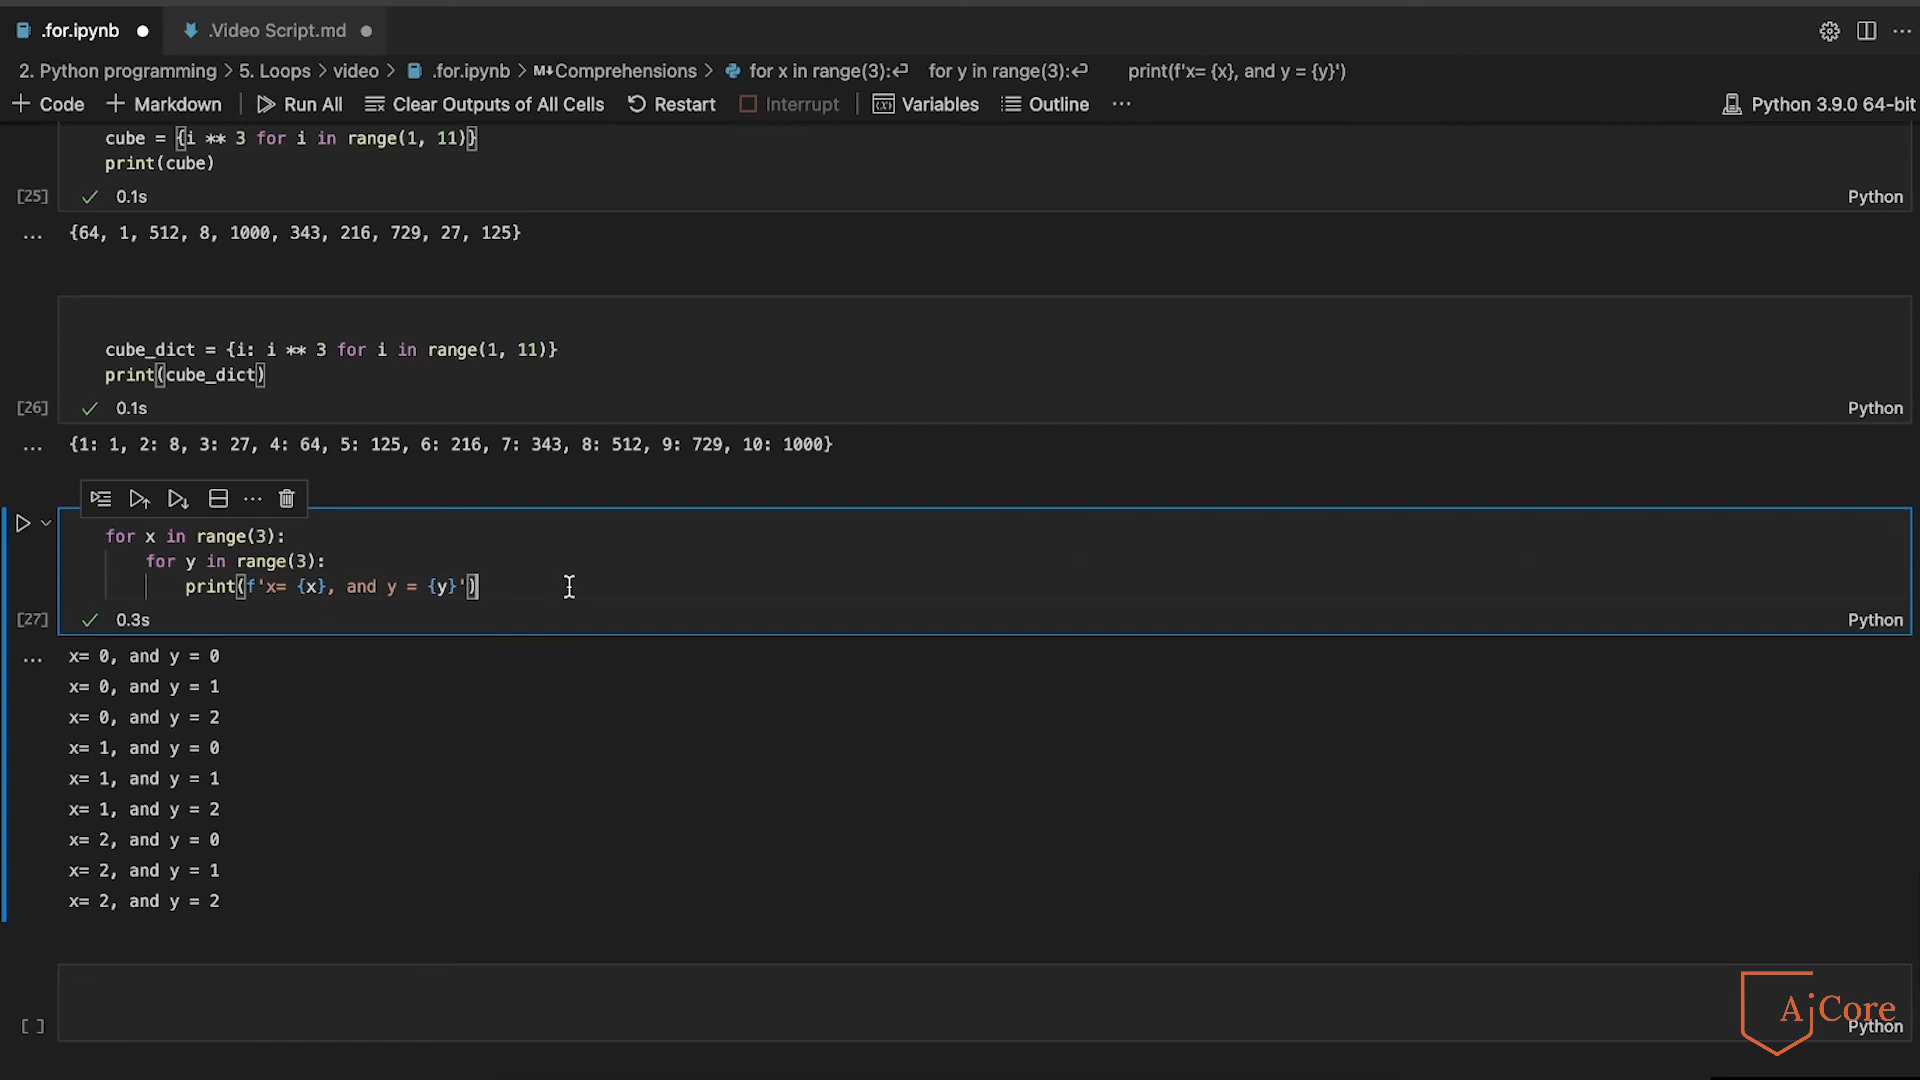 .for.ipynb
.Video Script.md
2. Python programming > 5. Loops > video > .for.ipynb > M↓Comprehensions > for x in range(3):↵ for y in range(3):↵ print(f'x= {x}, and y = {y}')
+ Code + Markdown Run All Clear Outputs of All Cells Restart Interrupt Variables Outline ... Python 3.9.0 64-bit
cube = {i ** 3 for i in range(1, 11)}
print(cube)
[25] ✓ 0.1s Python
... {64, 1, 512, 8, 1000, 343, 216, 729, 27, 125}
cube_dict = {i: i ** 3 for i in range(1, 11)}
print(cube_dict)
[26] ✓ 0.1s Python
... {1: 1, 2: 8, 3: 27, 4: 64, 5: 125, 6: 216, 7: 343, 8: 512, 9: 729, 10: 1000}
for x in range(3):
    for y in range(3):
        print(f'x= {x}, and y = {y}')
[27] ✓ 0.3s Python
... x= 0, and y = 0
x= 0, and y = 1
x= 0, and y = 2
x= 1, and y = 0
x= 1, and y = 1
x= 1, and y = 2
x= 2, and y = 0
x= 2, and y = 1
x= 2, and y = 2
AiCore
[ ] Python